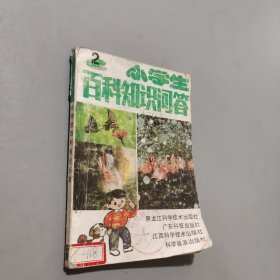 2
小学生
百科知识问答
黑龙江科学技术出版社
广东科技出版社
江西科学技术出版社
科学普及出版社
-118